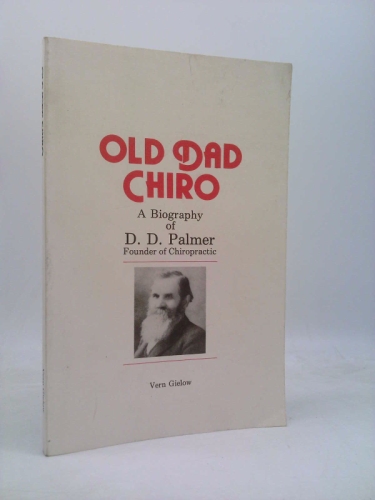 OLD DAD
CHIRO
A Biography
of
D. D. Palmer
Founder of Chiropractic
Vern Gielow